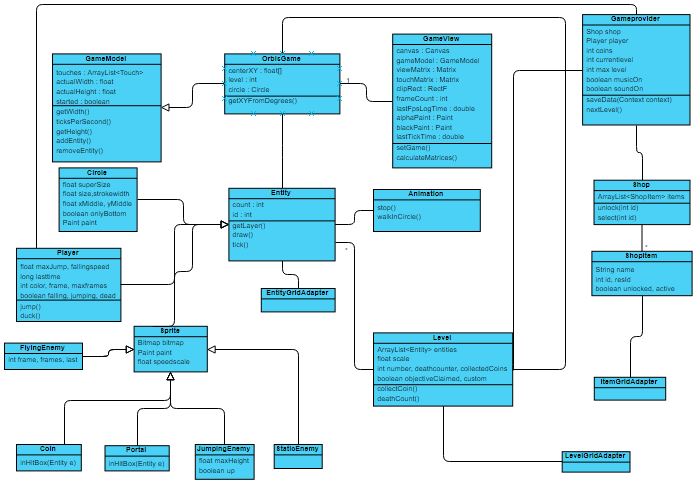 Gameprovider
Shop shop
Player player
int coins
int currentlevel
int max level
boolean musicOn
boolean soundOn
saveData(Context context)
nextLevel()
GameView
canvas : Canvas
gameModel : GameModel
viewMatrix : Matrix
touchMatrix : Matrix
clipRect : RectF
frameCount : int
lastFpsLogTime : double
alphaPaint : Paint
blackPaint : Paint
lastTickTime : double
setGame()
calculateMatrices()
GameModel
touches : ArrayList<Touch>
actualWidth : float
actualHeight : float
started : boolean
getWidth()
ticksPerSecond()
getHeight()
addEntity()
removeEntity()
OrbisGame
centerXY : float[]
level : int
circle : Circle
getXYFromDegrees()
1
Circle
float superSize
float size,strokewidth
float xMiddle, yMiddle
boolean onlyBottom
Paint paint
Entity
count : int
id : int
getLayer()
draw()
tick()
*
Animation
stop()
walkInCircle()
Shop
ArrayList<ShopItem> items
unlock(int id)
select(int id)
*
ShopItem
String name
int id, resId
boolean unlocked, active
Player
float maxJump, fallingspeed
long lasttime
int color, frame, maxframes
boolean falling, jumping, dead
jump()
duck()
EntityGridAdapter
Sprite
Bitmap bitmap
Paint paint
float speedscale
FlyingEnemy
int frame, frames, last
Level
ArrayList<Entity> entities
float scale
int number, deathcounter, collectedCoins
boolean objectiveClaimed, custom
collectCoin()
deathCount()
ItemGridAdapter
Coin
inHitBox(Entity e)
Portal
inHitBox(Entity e)
JumpingEnemy
float maxHeight
boolean up
StaticEnemy
LevelGridAdapter